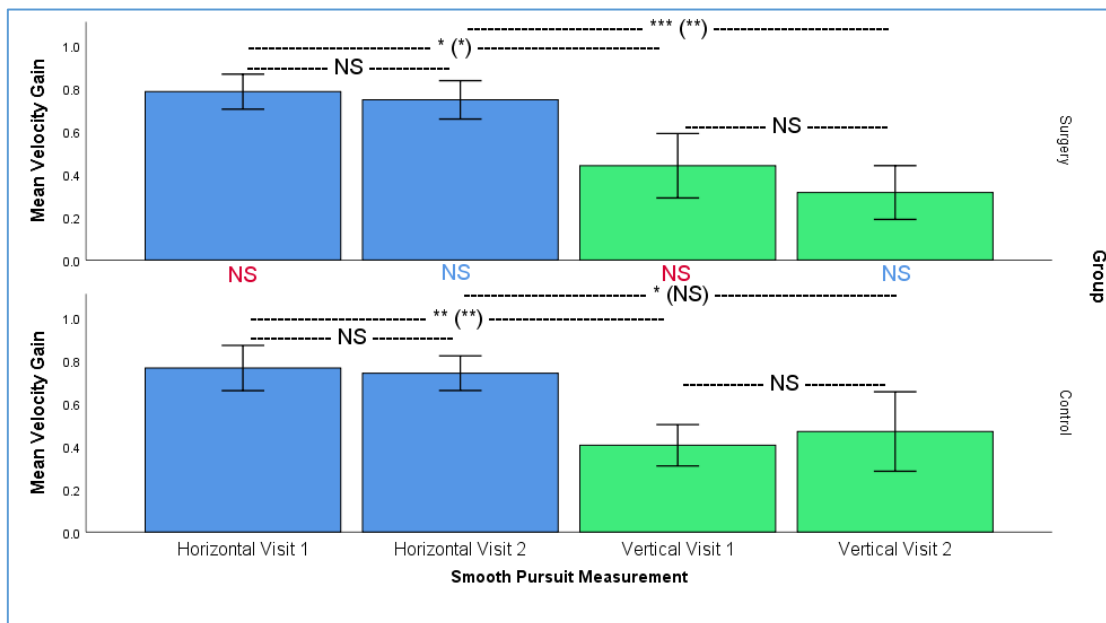 *** (**)
* (*)
NS
NS
Mean Velocity Gain
1.0
0.8
0.6
0.4
0.2
0.0
Surgery
NS NS NS NS
Group
* (NS)
** (**)
NS
NS
Mean Velocity Gain
1.0
0.8
0.6
0.4
0.2
0.0
Control
Horizontal Visit 1 Horizontal Visit 2 Vertical Visit 1 Vertical Visit 2
Smooth Pursuit Measurement